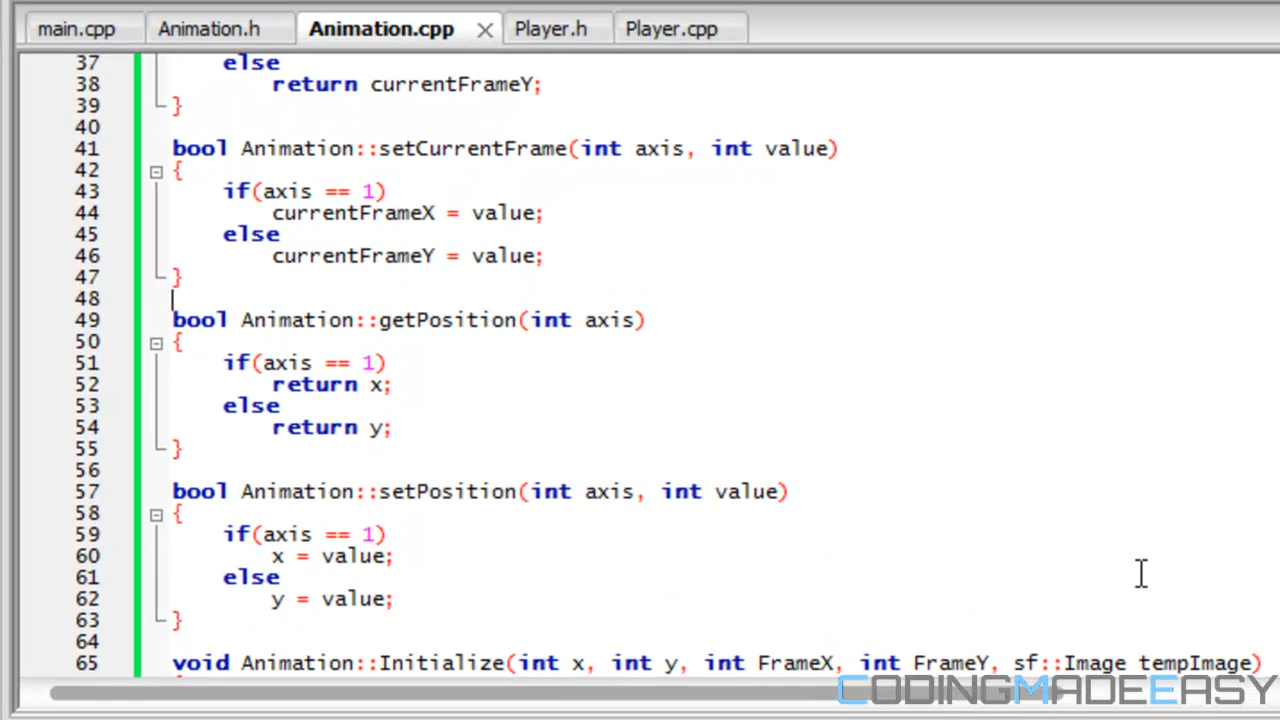 main.cpp Animation.h Animation.cpp Player.h Player.cpp
37 else
38 return currentFrameY;
39 }
40
41 bool Animation::setCurrentFrame(int axis, int value)
42 {
43 if(axis == 1)
44 currentFrameX = value;
45 else
46 currentFrameY = value;
47 }
48
49 bool Animation::getPosition(int axis)
50 {
51 if(axis == 1)
52 return x;
53 else
54 return y;
55 }
56
57 bool Animation::setPosition(int axis, int value)
58 {
59 if(axis == 1)
60 x = value;
61 else
62 y = value;
63 }
64
65 void Animation::Initialize(int x, int y, int FrameX, int FrameY, sf::Image tempImage)
CODINGMADEEASY